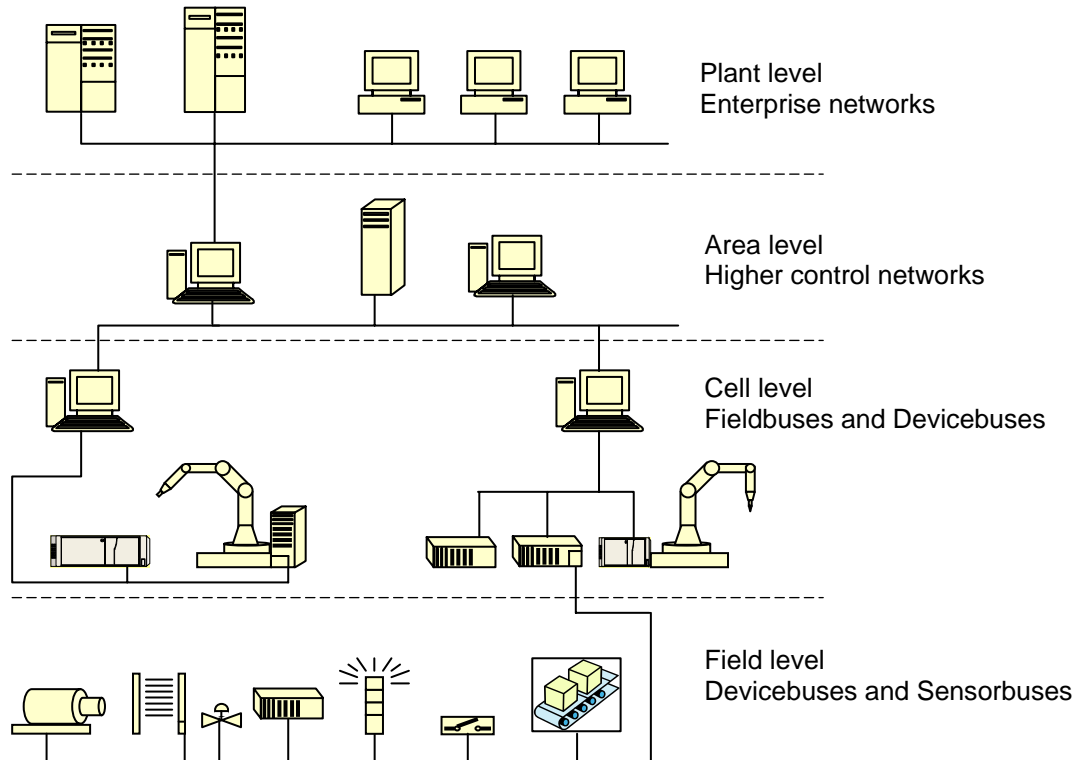 Plant level
Enterprise networks
Area level
Higher control networks
Cell level
Fieldbuses and Devicebuses
Field level
Devicebuses and Sensorbuses